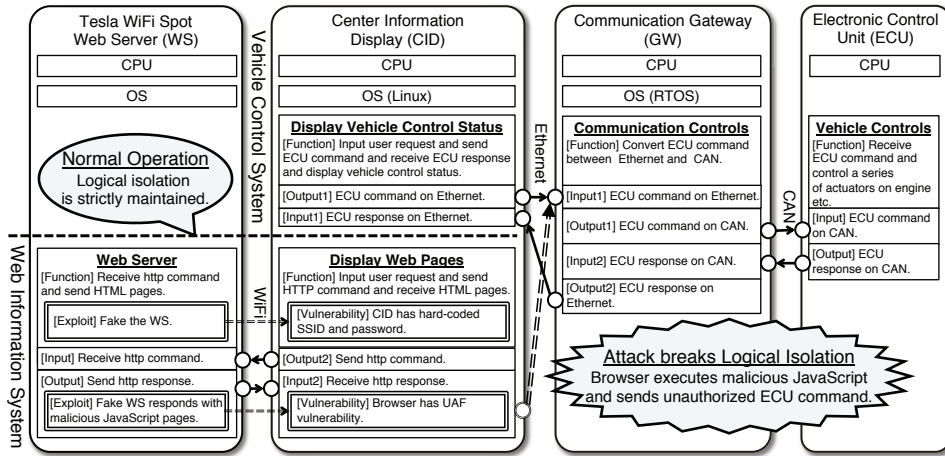 Tesla WiFi Spot
Web Server (WS)
CPU
OS
Normal Operation
Logical isolation
is strictly maintained.
Web Server
[Function] Receive http command
and send HTML pages.
[Exploit] Fake the WS.
[Input] Receive http command.
[Output] Send http response.
[Exploit] Fake WS responds with
malicious JavaScript pages.
Vehicle Control System
Web Information System
WiFi
Center Information
Display (CID)
CPU
OS (Linux)
Display Vehicle Control Status
[Function] Input user request and send
ECU command and receive ECU response
and display vehicle control status.
[Output1] ECU command on Ethernet.
[Input1] ECU response on Ethernet.
Display Web Pages
[Function] Input user request and send
HTTP command and receive HTML pages.
[Vulnerability] CID has hard-coded
SSID and password.
[Output2] Send http command.
[Input2] Receive http response.
[Vulnerability] Browser has UAF
vulnerability.
Ethernet
Communication Gateway
(GW)
CPU
OS (RTOS)
Communication Controls
[Function] Convert ECU command
between Ethernet and CAN.
[Input1] ECU command on Ethernet.
[Output1] ECU command on CAN.
[Input2] ECU response on CAN.
[Output2] ECU response on
Ethernet.
CAN
Electronic Control
Unit (ECU)
CPU
Vehicle Controls
[Function] Receive
ECU command and
control a series
of actuators on engine
etc.
[Input] ECU command
on CAN.
[Output] ECU
response on CAN.
Attack breaks Logical Isolation
Browser executes malicious JavaScript
and sends unauthorized ECU command.